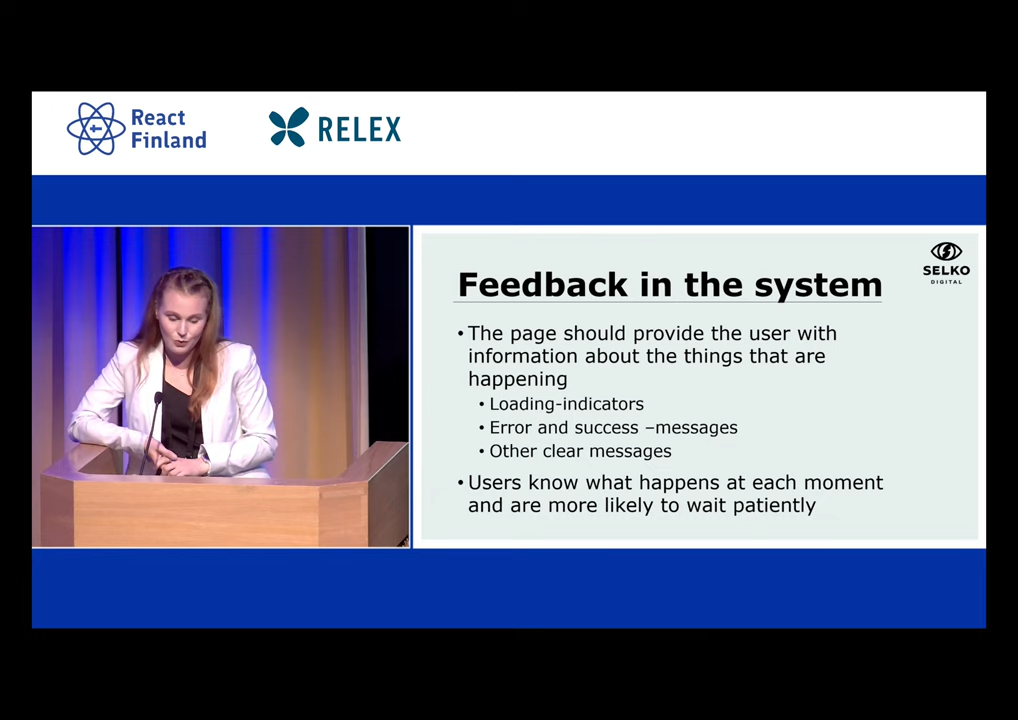 React
Finland
RELEX
SELKO
DIGITAL
Feedback in the system
• The page should provide the user with
information about the things that are
happening
• Loading-indicators
• Error and success –messages
• Other clear messages
• Users know what happens at each moment
and are more likely to wait patiently